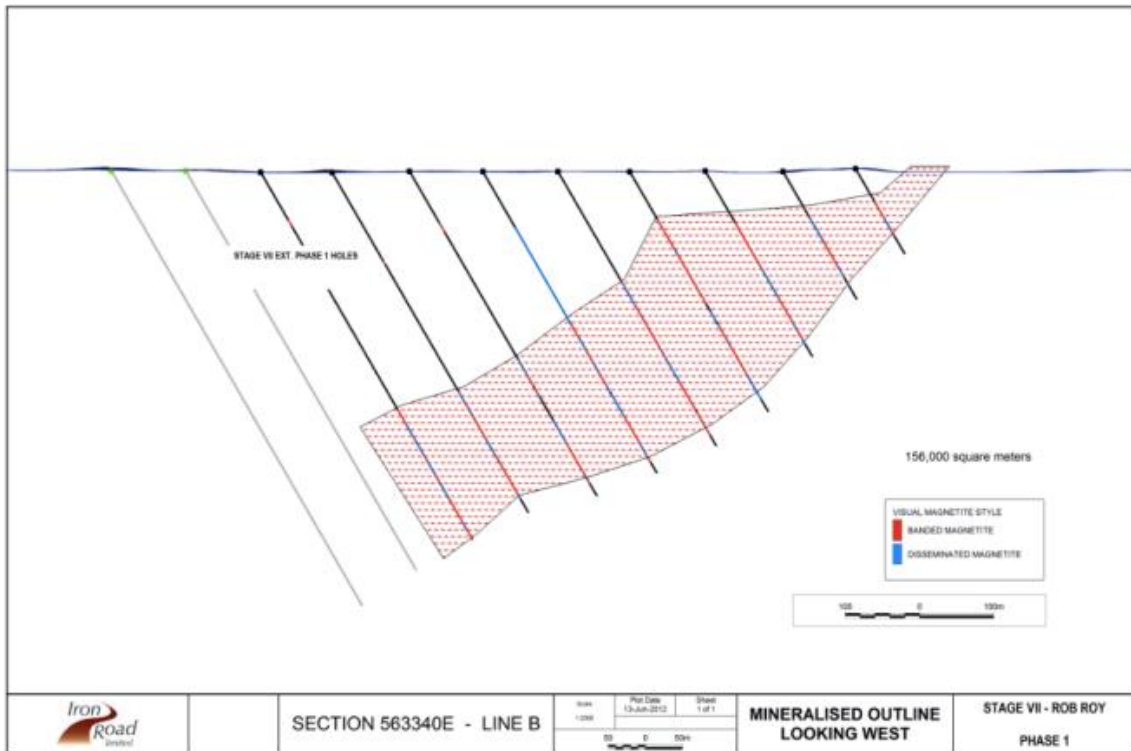 STAGE VII EXT. PHASE 1 HOLES
156,000 square meters
VISUAL MAGNETITE STYLE
BANDED MAGNETITE
DISSEMINATED MAGNETITE
100 0 100m
Iron
Road
limited
SECTION 563340E - LINE B
Scale
Plot Date
13-Jun-2012
Sheet
1 of 1
50 0 50m
MINERALISED OUTLINE
LOOKING WEST
STAGE VII - ROB ROY
PHASE 1